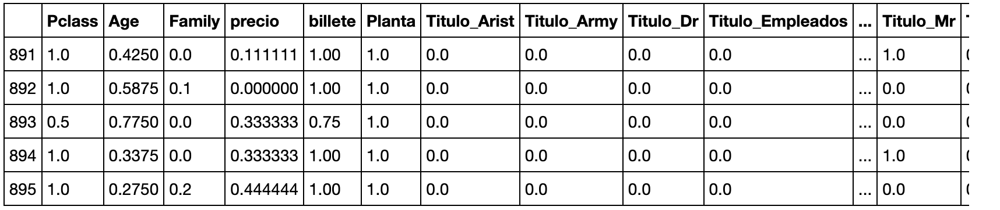 Pclass Age Family precio billete Planta Titulo_Arist Titulo_Army Titulo_Dr Titulo_Empleados ... Titulo_Mr
891 1.0 0.4250 0.0 0.111111 1.00 1.0 0.0 0.0 0.0 0.0 ... 1.0
892 1.0 0.5875 0.1 0.000000 1.00 1.0 0.0 0.0 0.0 0.0 ... 0.0
893 0.5 0.7750 0.0 0.333333 0.75 1.0 0.0 0.0 0.0 0.0 ... 0.0
894 1.0 0.3375 0.0 0.333333 1.00 1.0 0.0 0.0 0.0 0.0 ... 1.0
895 1.0 0.2750 0.2 0.444444 1.00 1.0 0.0 0.0 0.0 0.0 ... 0.0